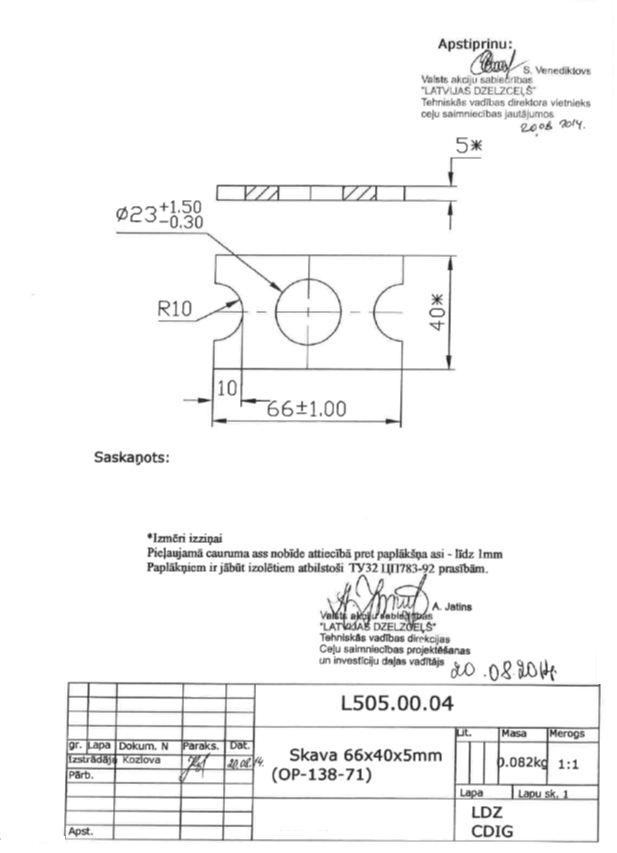 Apstiprinu:
S. Venediktovs
Valsts akciju sabiedrības
"LATVIJAS DZELZCEĻŠ"
Tehniskās vadības direktora vietnieks
ceļu saimniecības jautājumos
20.08 2014.
5*
⌀23 +1.50 -0.30
R10
40*
10
66±1.00
Saskaņots:
*Izmēri izziņai
Pieļaujamā cauruma ass nobīde attiecībā pret paplākšņa asi - līdz 1mm
Paplākņiem ir jābūt izolētiem atbilstoši ТУ32 ЦП783-92 prasībām.
A. Jatins
Valsts akciju sabiedrības
"LATVIJAS DZELZCEĻŠ"
Tehniskās vadības direkcijas
Ceļu saimniecības projektēšanas
un investīciju daļas vadītājs
20.08.2014.
L505.00.04
gr. Lapa Dokum. N Paraks. Dat.
Izstrādāja Kozlova 20.08.14.
Pārb.
Apst.
Skava 66x40x5mm
(OP-138-71)
Lit. Masa Merogs
0.082kg 1:1
Lapa Lapu sk. 1
LDZ
CDIG